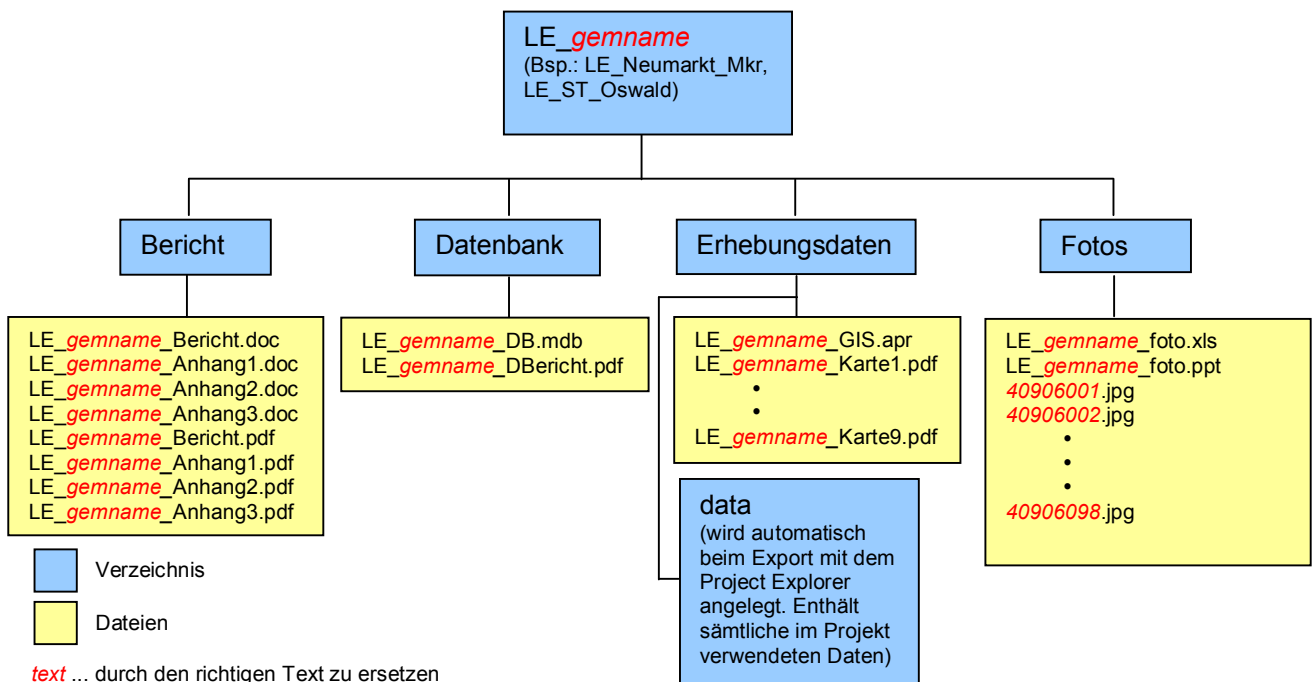 LE_gemname
(Bsp.: LE_Neumarkt_Mkr,
LE_ST_Oswald)
Bericht
Datenbank
Erhebungsdaten
Fotos
LE_gemname_Bericht.doc
LE_gemname_Anhang1.doc
LE_gemname_Anhang2.doc
LE_gemname_Anhang3.doc
LE_gemname_Bericht.pdf
LE_gemname_Anhang1.pdf
LE_gemname_Anhang2.pdf
LE_gemname_Anhang3.pdf
LE_gemname_DB.mdb
LE_gemname_DBericht.pdf
LE_gemname_GIS.apr
LE_gemname_Karte1.pdf
•
•
LE_gemname_Karte9.pdf
LE_gemname_foto.xls
LE_gemname_foto.ppt
40906001.jpg
40906002.jpg
•
•
•
40906098.jpg
data
(wird automatisch
beim Export mit dem
Project Explorer
angelegt. Enthält
sämtliche im Projekt
verwendeten Daten)
Verzeichnis
Dateien
text ... durch den richtigen Text zu ersetzen